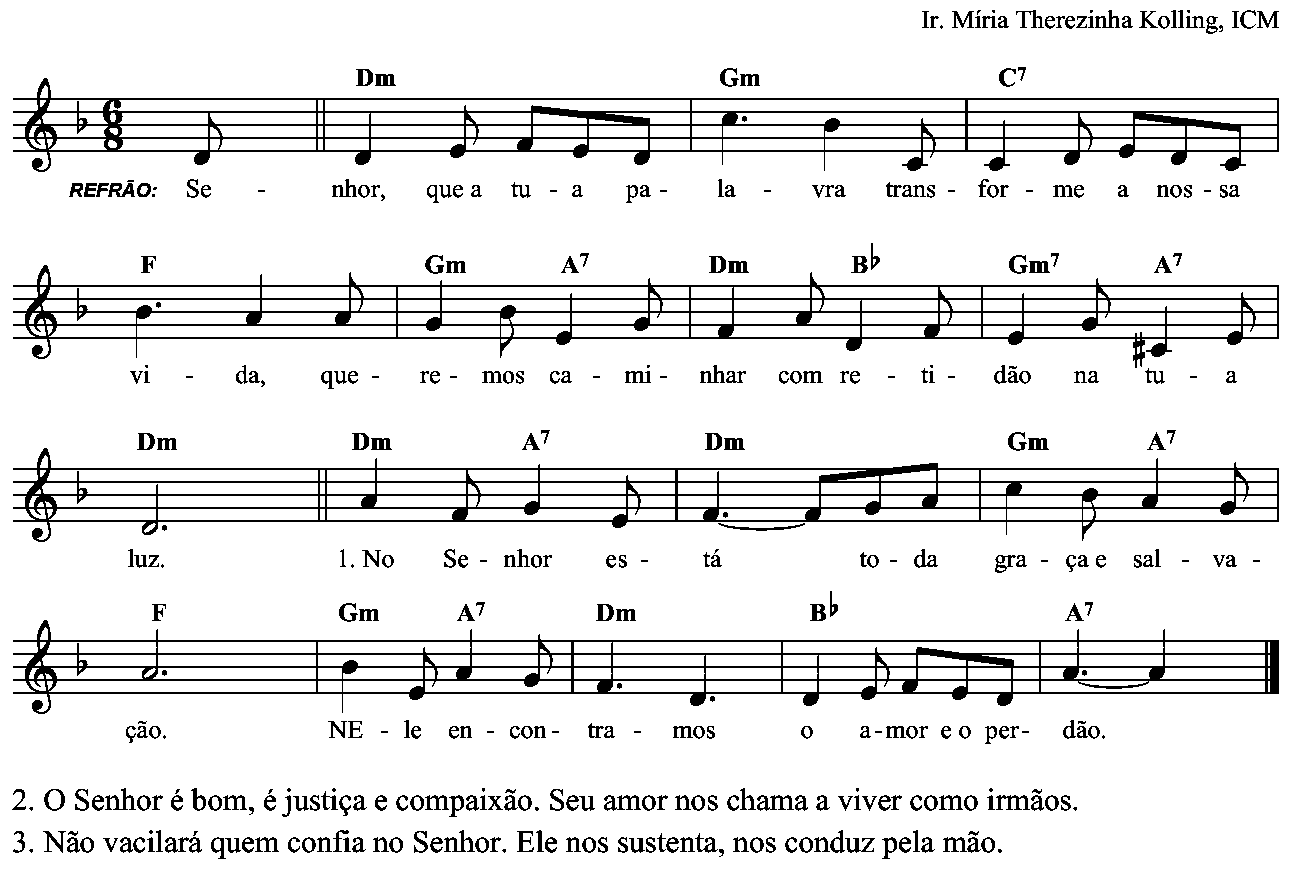 Ir. Míria Therezinha Kolling, ICM
Dm Gm C7
6
8
REFRÃO: Se - nhor, que a tu - a pa - la - vra trans - for - me a nos - sa
F Gm A7 Dm B♭ Gm7 A7
vi - da, que - re - mos ca - mi - nhar com re - ti - dão na tu - a
Dm Dm A7 Dm Gm A7
luz. 1. No Se - nhor es - tá to - da gra - ça e sal - va -
F Gm A7 Dm B♭ A7
ção. NE - le en - con - tra - mos o a - mor e o per - dão.
2. O Senhor é bom, é justiça e compaixão. Seu amor nos chama a viver como irmãos.
3. Não vacilará quem confia no Senhor. Ele nos sustenta, nos conduz pela mão.